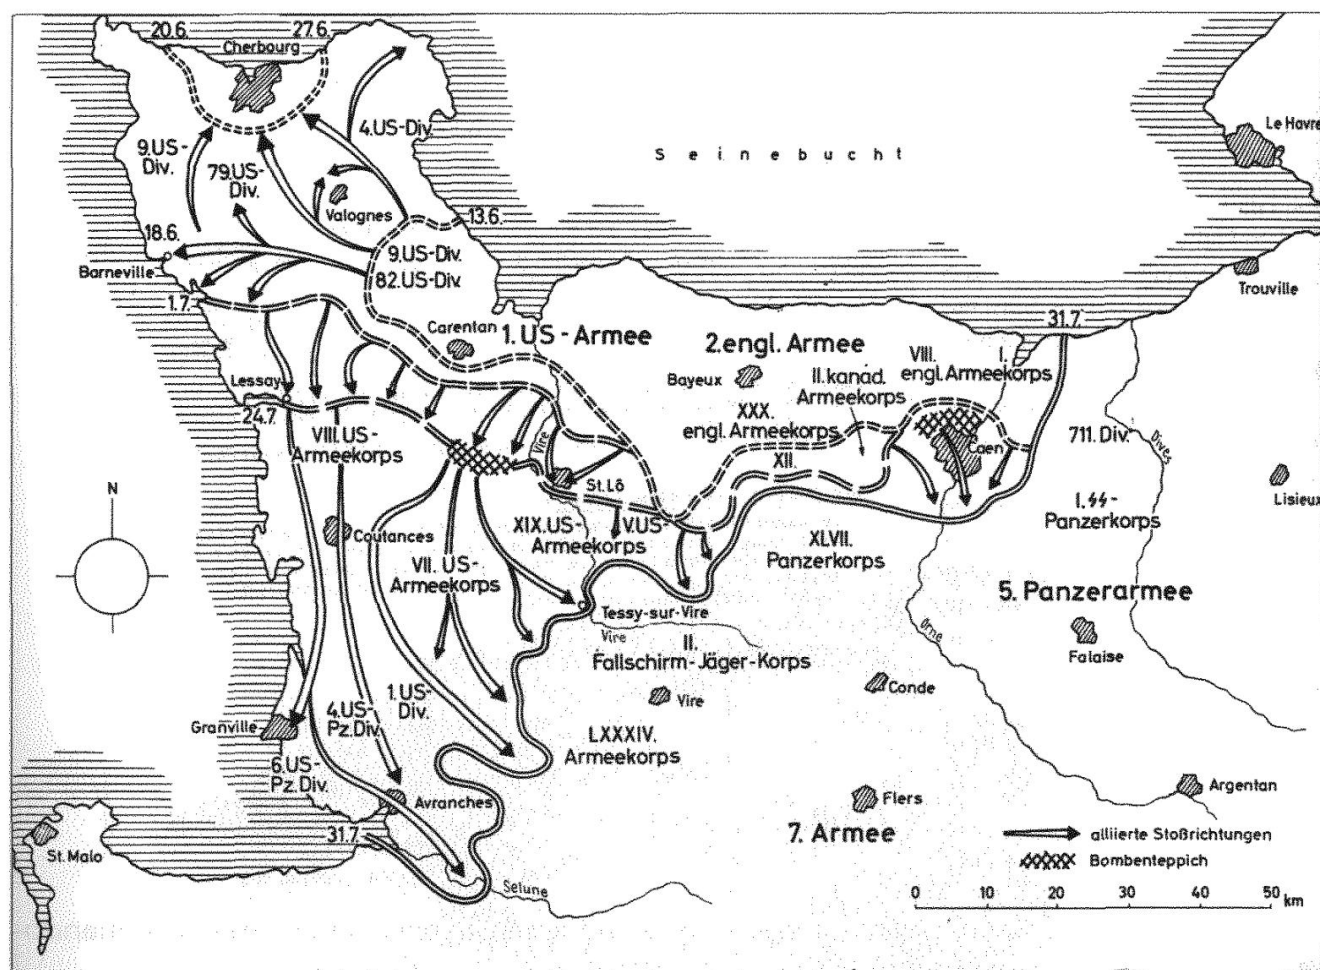 20.6.
27.6.
Cherbourg
4.US-Div.
9.US-
Div.
79.US-
Div.
Valognes
13.6.
18.6.
Barneville
9.US-Div.
82.US-Div.
1.7.
Seinebucht
Le Havre
Trouville
Carentan
1.US-Armee
2.engl. Armee
31.7.
VIII.
engl. Armeekorps
I.
Bayeux
II.kanad.
Armeekorps
XXX.
engl. Armeekorps
Lessay
24.7.
VIII.US-
Armeekorps
Vire
St.Lô
XII.
Caen
711. Div.
Dives
Lisieux
N
Coutances
XIX.US-
Armeekorps
V.US-
VII. US-
Armeekorps
XLVII.
Panzerkorps
I.SS-
Panzerkorps
5. Panzerarmee
Tessy-sur-Vire
Vire
II.
Fallschirm-Jäger-Korps
Orne
Falaise
Vire
Conde
Granville
1.US-
Div.
4.US-
Pz.Div.
6.US-
Pz.Div.
LXXXIV.
Armeekorps
Avranches
Flers
Argentan
7. Armee
31.7.
St.Malo
Selune
alliierte Stoßrichtungen
Bombenteppich
0 10 20 30 40 50 km